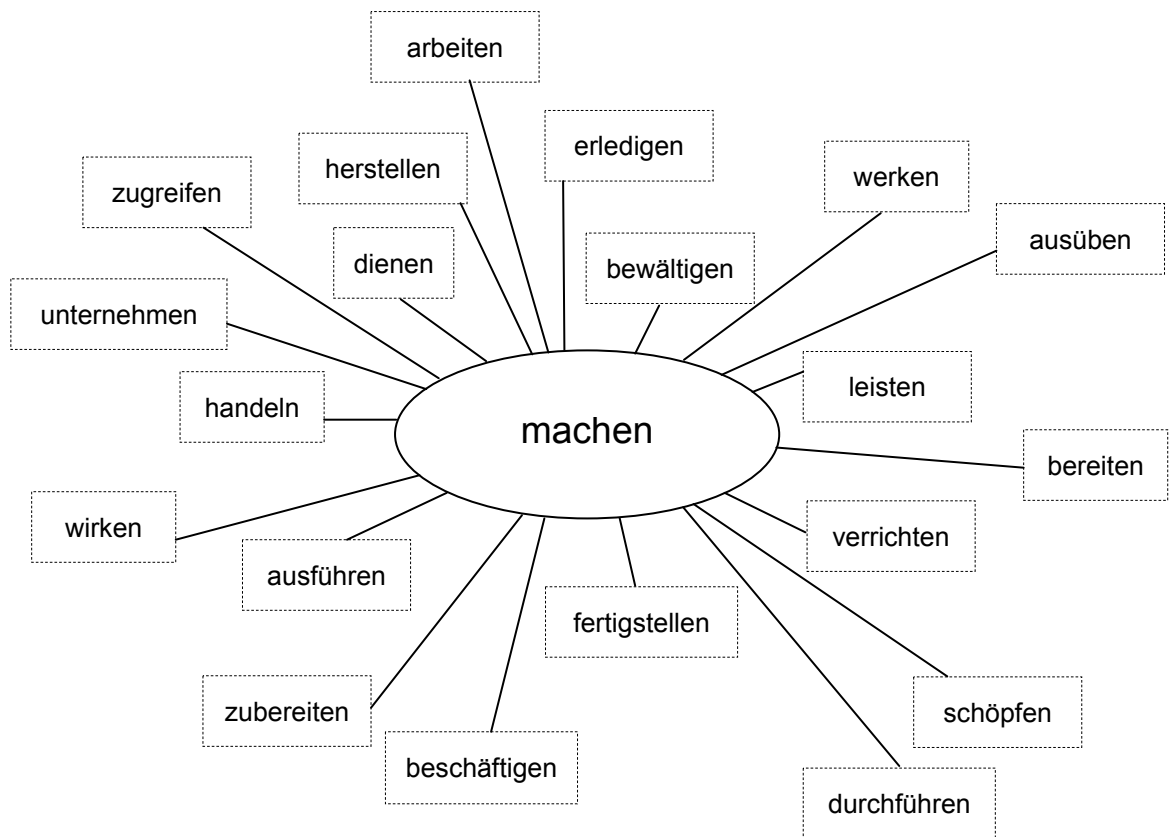 arbeiten
erledigen
herstellen
werken
zugreifen
ausüben
dienen
bewältigen
unternehmen
leisten
handeln
machen
bereiten
wirken
verrichten
ausführen
fertigstellen
zubereiten
schöpfen
beschäftigen
durchführen